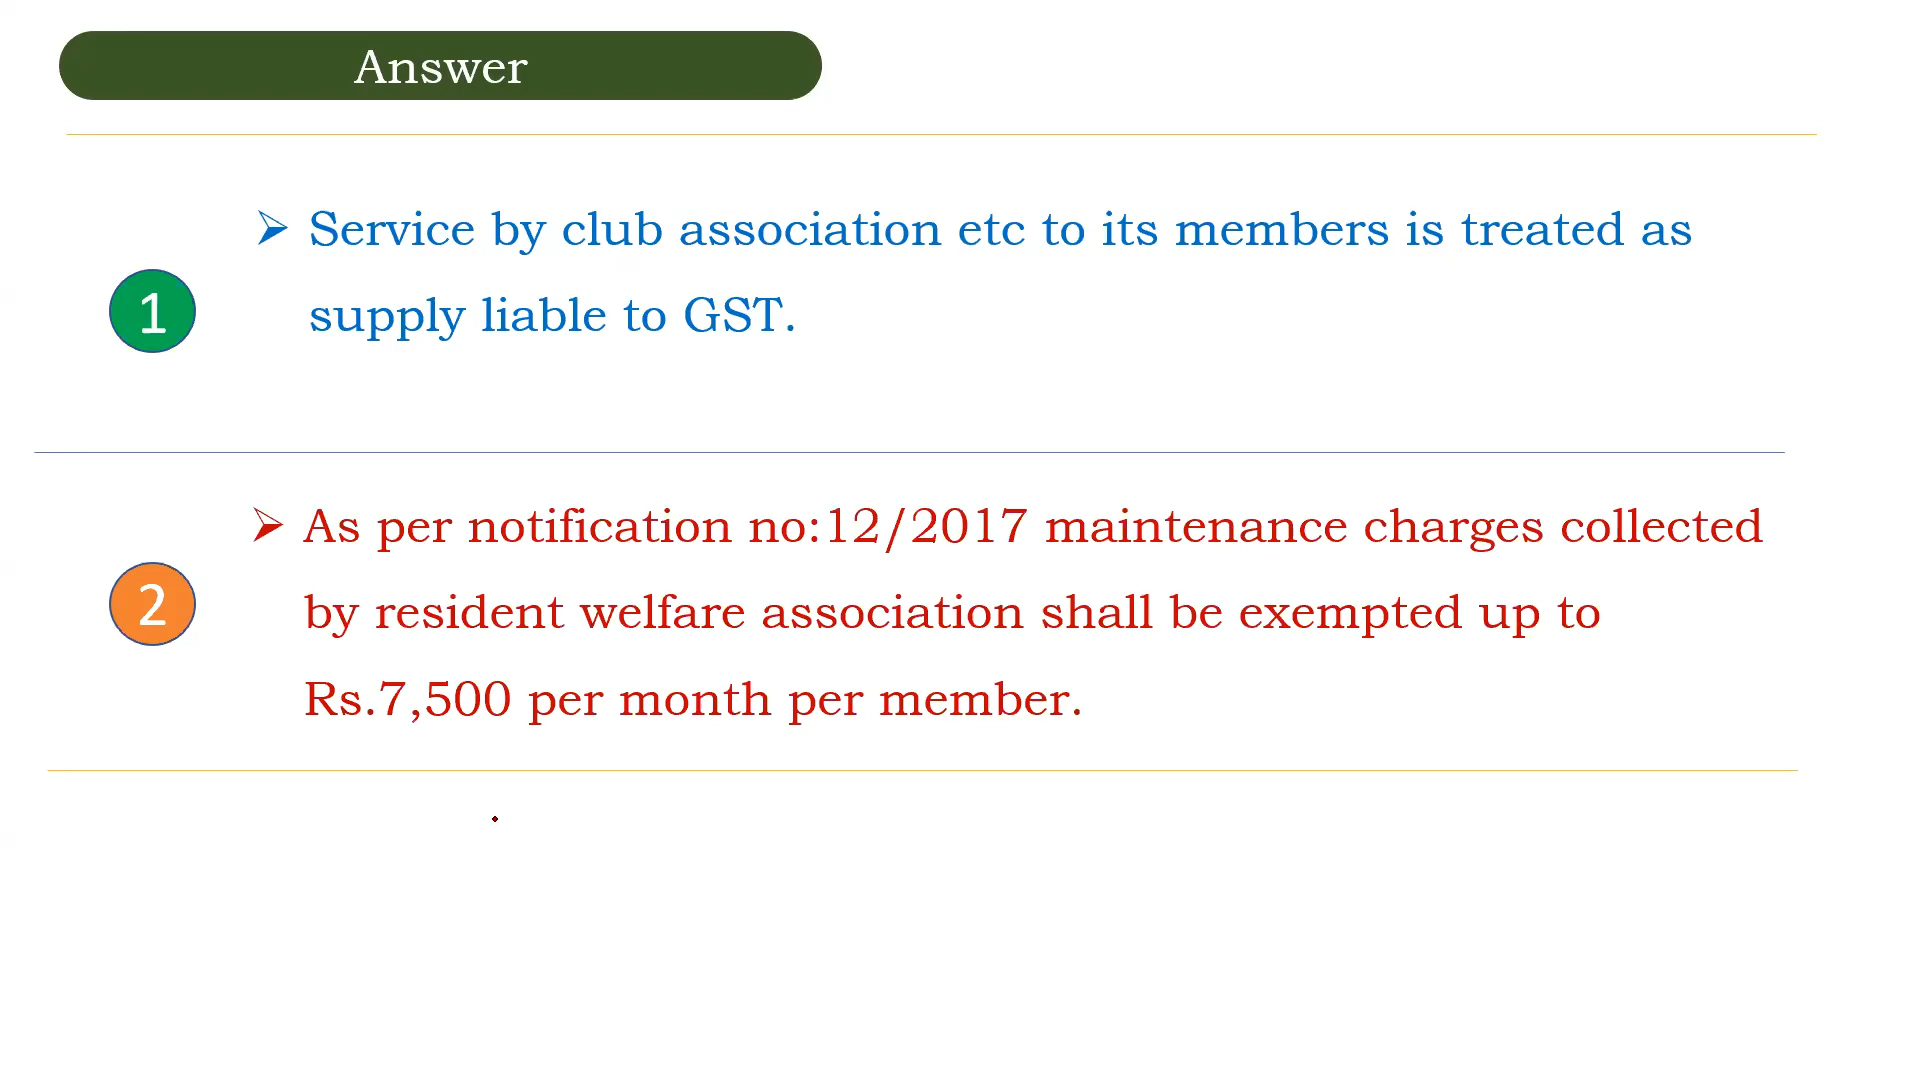 Answer
➢ Service by club association etc to its members is treated as
supply liable to GST.
1
➢ As per notification no:12/2017 maintenance charges collected
by resident welfare association shall be exempted up to
2
Rs.7,500 per month per member.